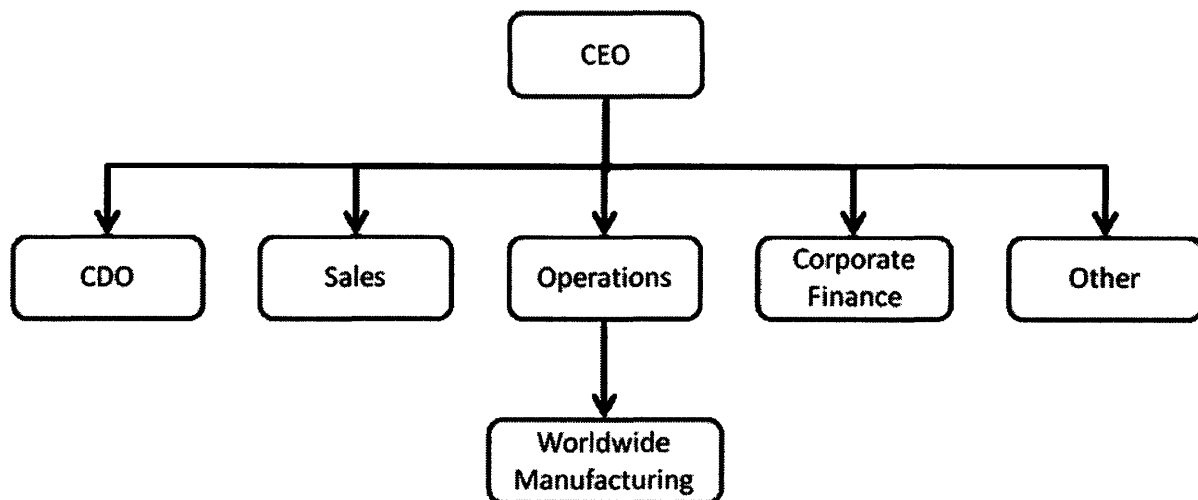 CEO
CDO
Sales
Operations
Corporate
Finance
Other
Worldwide
Manufacturing